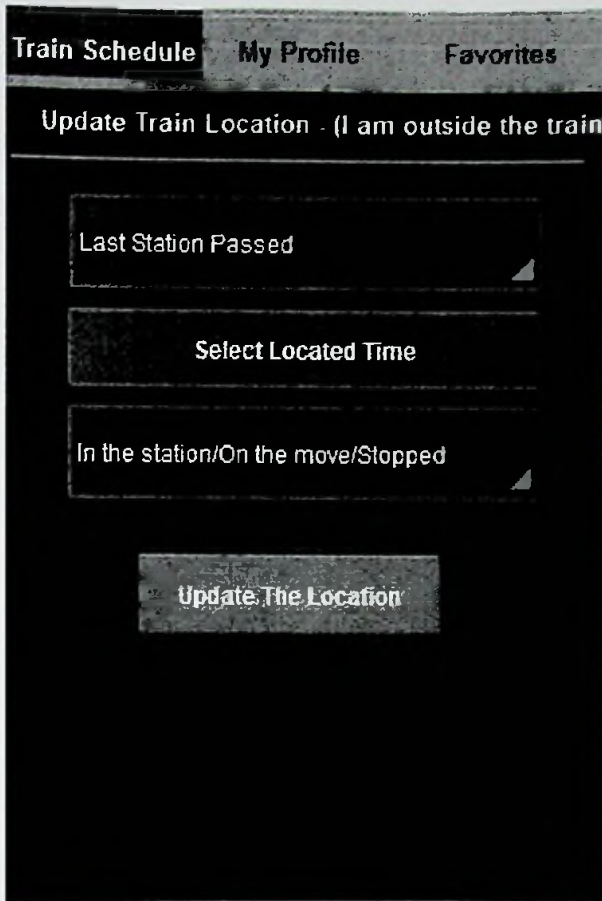 Train Schedule My Profile Favorites
Update Train Location - (I am outside the train
Last Station Passed
Select Located Time
In the station/On the move/Stopped
Update The Location